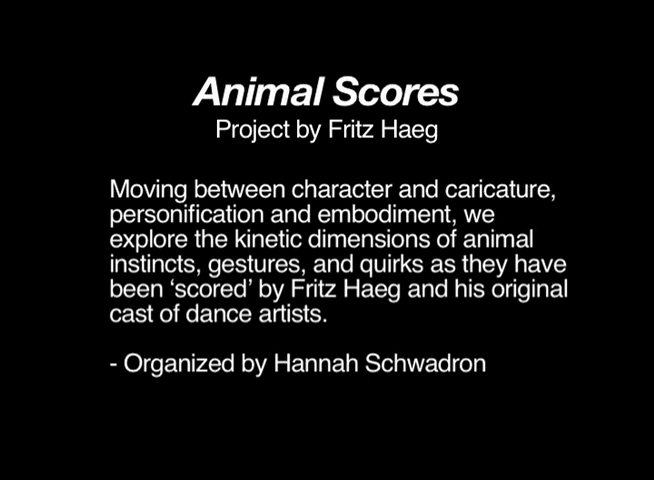 Animal Scores
Project by Fritz Haeg
Moving between character and caricature,
personification and embodiment, we
explore the kinetic dimensions of animal
instincts, gestures, and quirks as they have
been ‘scored’ by Fritz Haeg and his original
cast of dance artists.
- Organized by Hannah Schwadron